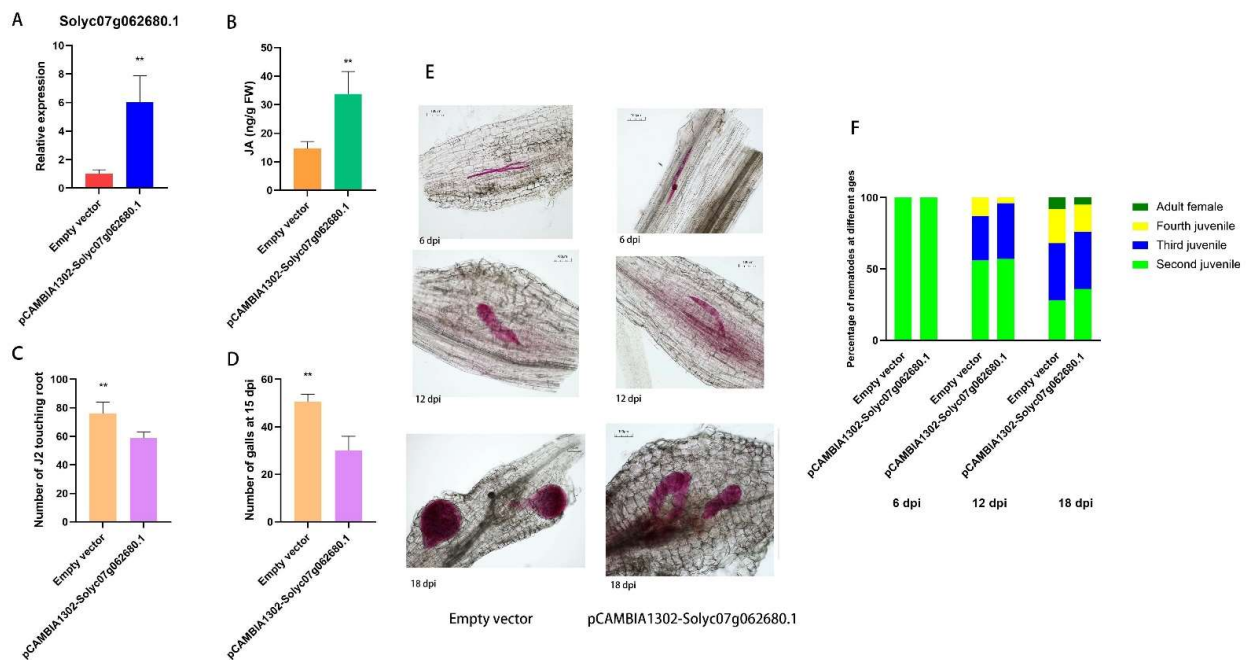 A
Solyc07g062680.1
Relative expression
10
8
6
4
2
0
**
Empty vector
pCAMBIA1302-Solyc07g062680.1
B
JA (ng/g FW)
50
40
30
20
10
0
**
Empty vector
pCAMBIA1302-Solyc07g062680.1
C
Number of J2 touching root
100
80
60
40
20
0
**
Empty vector
pCAMBIA1302-Solyc07g062680.1
D
Number of galls at 15 dpi
60
40
20
0
**
Empty vector
pCAMBIA1302-Solyc07g062680.1
E
6 dpi
6 dpi
12 dpi
12 dpi
18 dpi
18 dpi
Empty vector
pCAMBIA1302-Solyc07g062680.1
F
Percentage of nematodes at different ages
100
50
0
Empty vector
pCAMBIA1302-Solyc07g062680.1
Empty vector
pCAMBIA1302-Solyc07g062680.1
Empty vector
pCAMBIA1302-Solyc07g062680.1
6 dpi
12 dpi
18 dpi
Adult female
Fourth juvenile
Third juvenile
Second juvenile